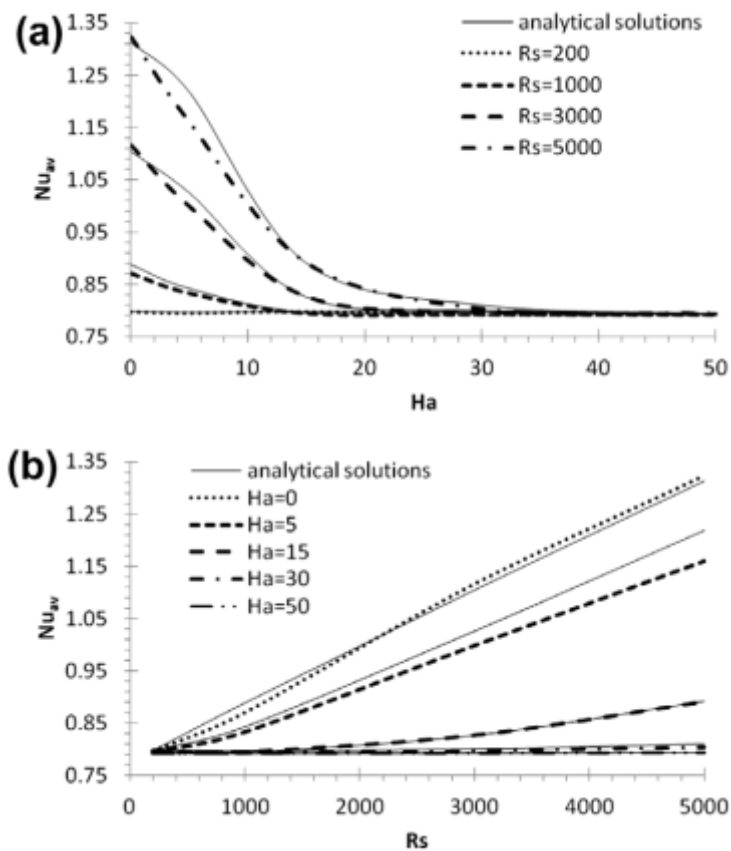 (a)
1.35
1.25
1.15
1.05
0.95
0.85
0.75
Nuav
analytical solutions
Rs=200
Rs=1000
Rs=3000
Rs=5000
0 10 20 30 40 50
Ha
(b)
1.35
1.25
1.15
1.05
0.95
0.85
0.75
Nuav
analytical solutions
Ha=0
Ha=5
Ha=15
Ha=30
Ha=50
0 1000 2000 3000 4000 5000
Rs